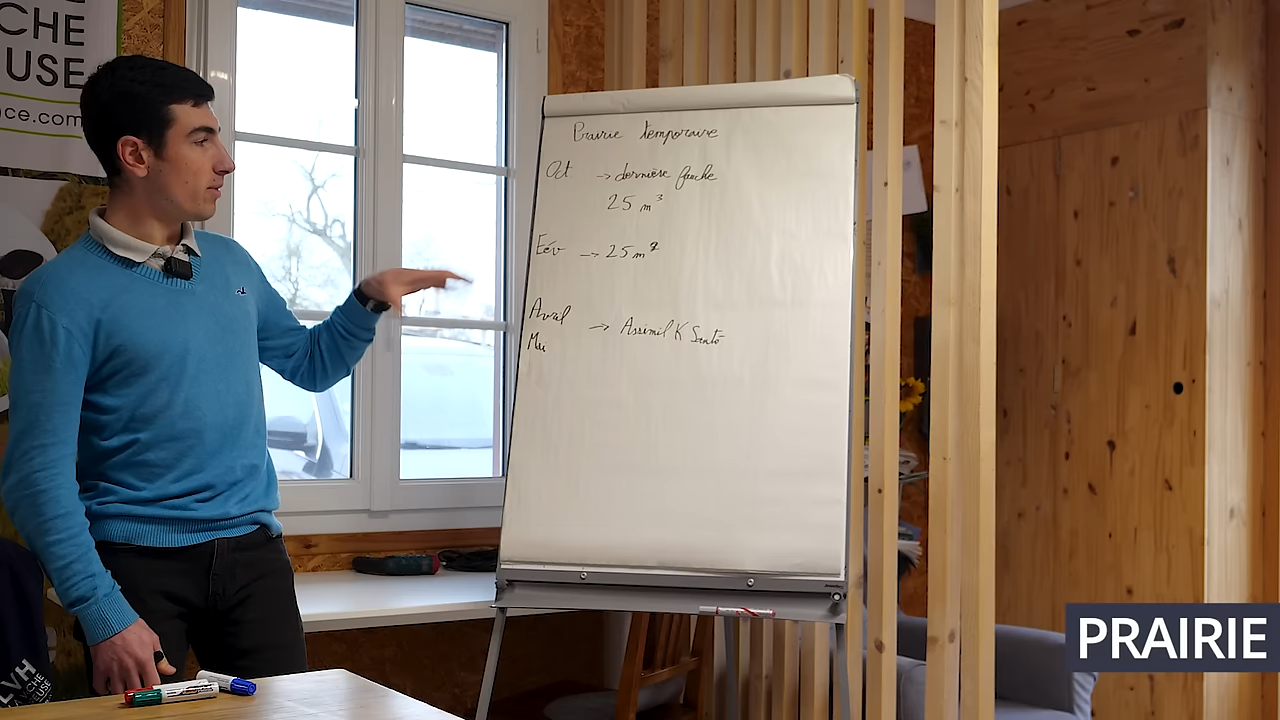 CHE
USE
ce.com
Prairie temporaire
Oct -> dernière fauche
25 m³
Fév -> 25 m³
Avril
Mai -> Assimil K Santé
LVH
PRAIRIE